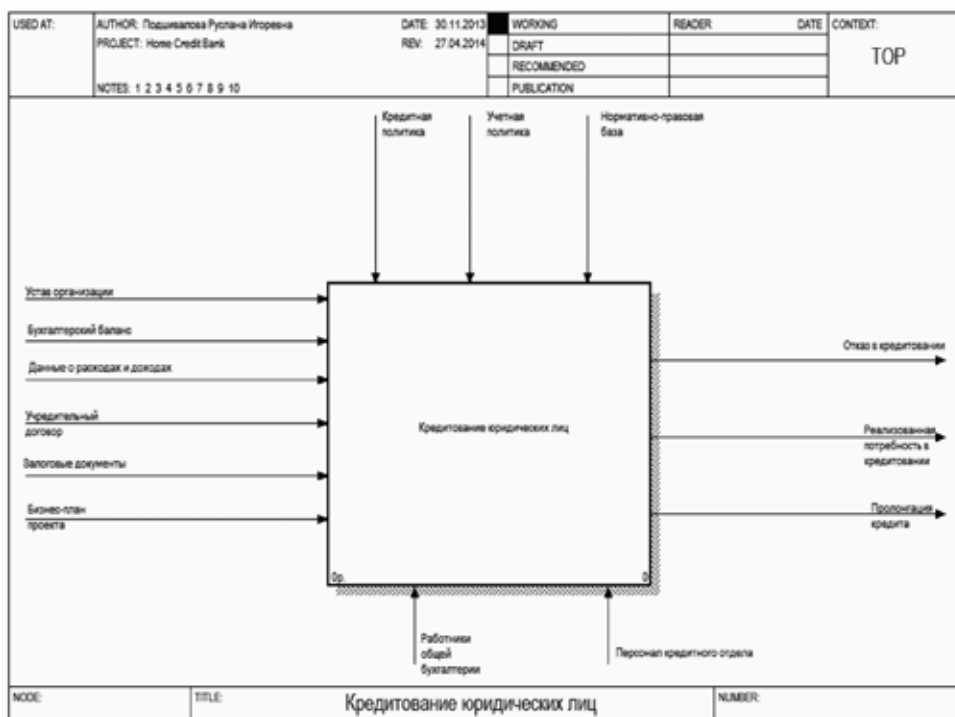 USED AT:
AUTHOR: Подшивалова Руслана Игоревна
DATE: 30.11.2013
PROJECT: Home Credit Bank
REV: 27.04.2014
NOTES: 1 2 3 4 5 6 7 8 9 10
WORKING
DRAFT
RECOMMENDED
PUBLICATION
READER
DATE
CONTEXT:
TOP
Кредитная
политика
Учетная
политика
Нормативно-правовая
база
Устав организации
Бухгалтерский баланс
Данные о расходах и доходах
Учредительный
договор
Залоговые документы
Бизнес-план
проекта
Кредитование юридических лиц
0р.
0
Отказ в кредитовании
Реализованная
потребность в
кредитовании
Пролонгация
кредита
Работники
общей
бухгалтерии
Персонал кредитного отдела
NODE:
TITLE:
Кредитование юридических лиц
NUMBER: